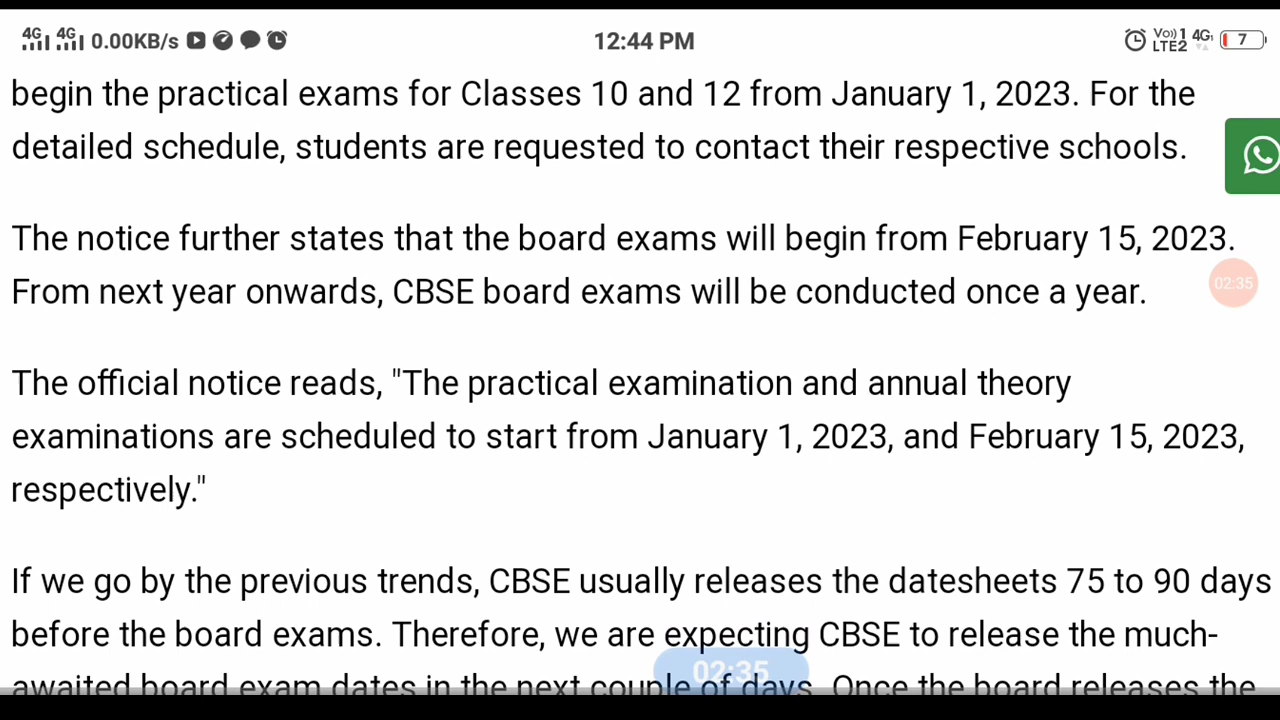 4G 4G 0.00KB/s 12:44 PM Vo)) 1 4G LTE2 7
begin the practical exams for Classes 10 and 12 from January 1, 2023. For the
detailed schedule, students are requested to contact their respective schools.
The notice further states that the board exams will begin from February 15, 2023.
From next year onwards, CBSE board exams will be conducted once a year.
02:35
The official notice reads, "The practical examination and annual theory
examinations are scheduled to start from January 1, 2023, and February 15, 2023,
respectively."
If we go by the previous trends, CBSE usually releases the datesheets 75 to 90 days
before the board exams. Therefore, we are expecting CBSE to release the much-
02:35
awaited board exam dates in the next couple of days. Once the board releases the